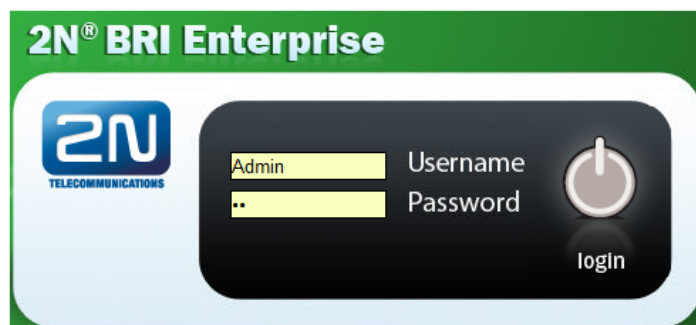 2N® BRI Enterprise
2N
TELECOMMUNICATIONS
Admin Username
•• Password
login